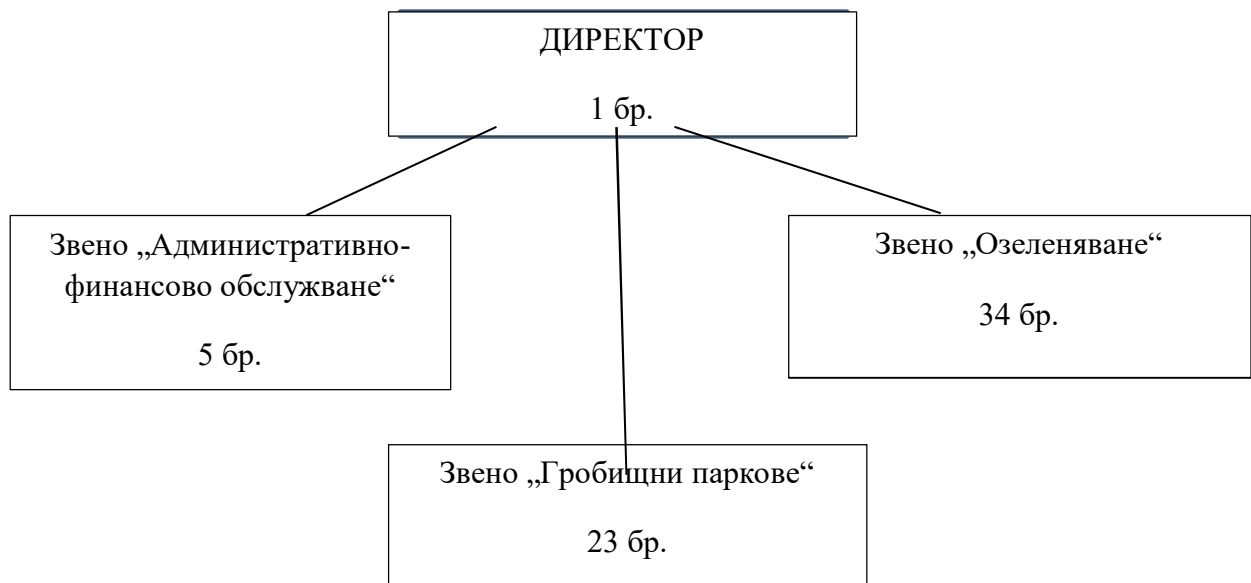 ДИРЕКТОР
1 бр.
Звено „Административно-
финансово обслужване“
5 бр.
Звено „Озеленяване“
34 бр.
Звено „Гробищни паркове“
23 бр.